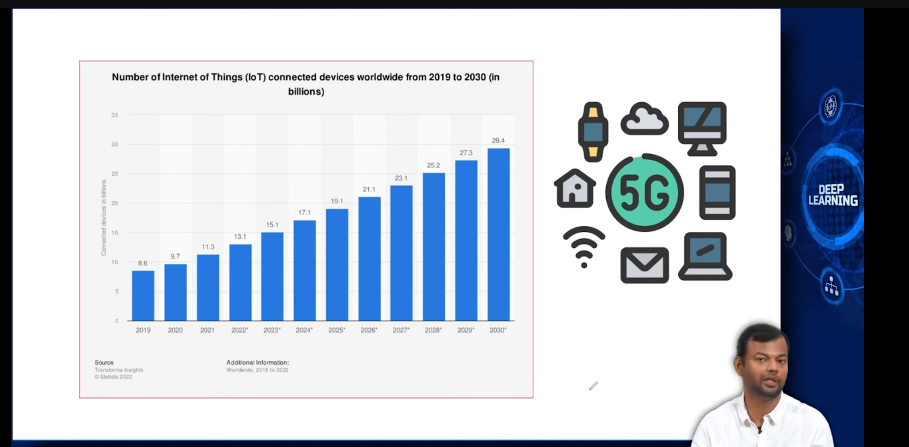 Number of Internet of Things (IoT) connected devices worldwide from 2019 to 2030 (in
billions)
Connected devices in billions
35
30
25
20
15
10
5
0
8.6
9.7
11.3
13.1
15.1
17.1
19.1
21.1
23.1
25.2
27.3
29.4
2019 2020 2021 2022* 2023* 2024* 2025* 2026* 2027* 2028* 2029* 2030*
Source
Transforma Insights
© Statista 2022
Additional Information:
Worldwide; 2019 to 2022
5G
DEEP
LEARNING